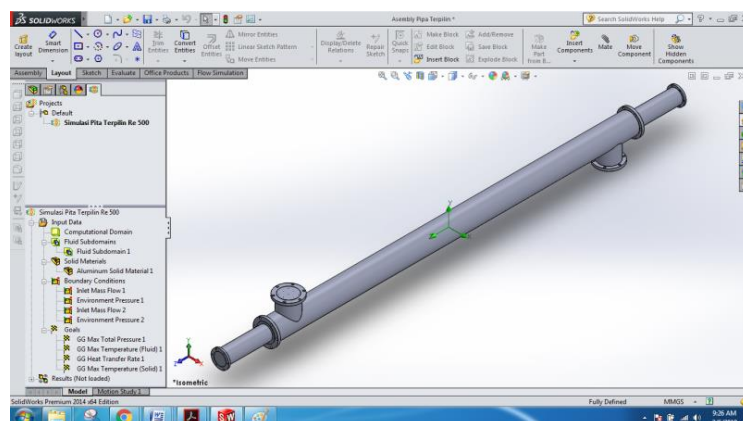 SOLIDWORKS
Asembly Pipa Terpilin *
Search SolidWorks Help
Create layout
Smart Dimension
Trim Entities
Convert Entities
Offset Entities
Mirror Entities
Linear Sketch Pattern
Move Entities
Display/Delete Relations
Repair Sketch
Quick Snaps
Make Block
Edit Block
Insert Block
Add/Remove
Save Block
Explode Block
Make Part from B...
Insert Components
Mate
Move Component
Show Hidden Components
Assembly Layout Sketch Evaluate Office Products Flow Simulation
Projects
Default
Simulasi Pita Terpilin Re 500
Simulasi Pita Terpilin Re 500
Input Data
Computational Domain
Fluid Subdomains
Fluid Subdomain 1
Solid Materials
Aluminum Solid Material 1
Boundary Conditions
Inlet Mass Flow 1
Environment Pressure 1
Inlet Mass Flow 2
Environment Pressure 2
Goals
GG Max Total Pressure 1
GG Max Temperature (Fluid) 1
GG Heat Transfer Rate 1
GG Max Temperature (Solid) 1
Results (Not loaded)
*Isometric
Model Motion Study 1
SolidWorks Premium 2014 x64 Edition
Fully Defined
MMGS
9:26 AM